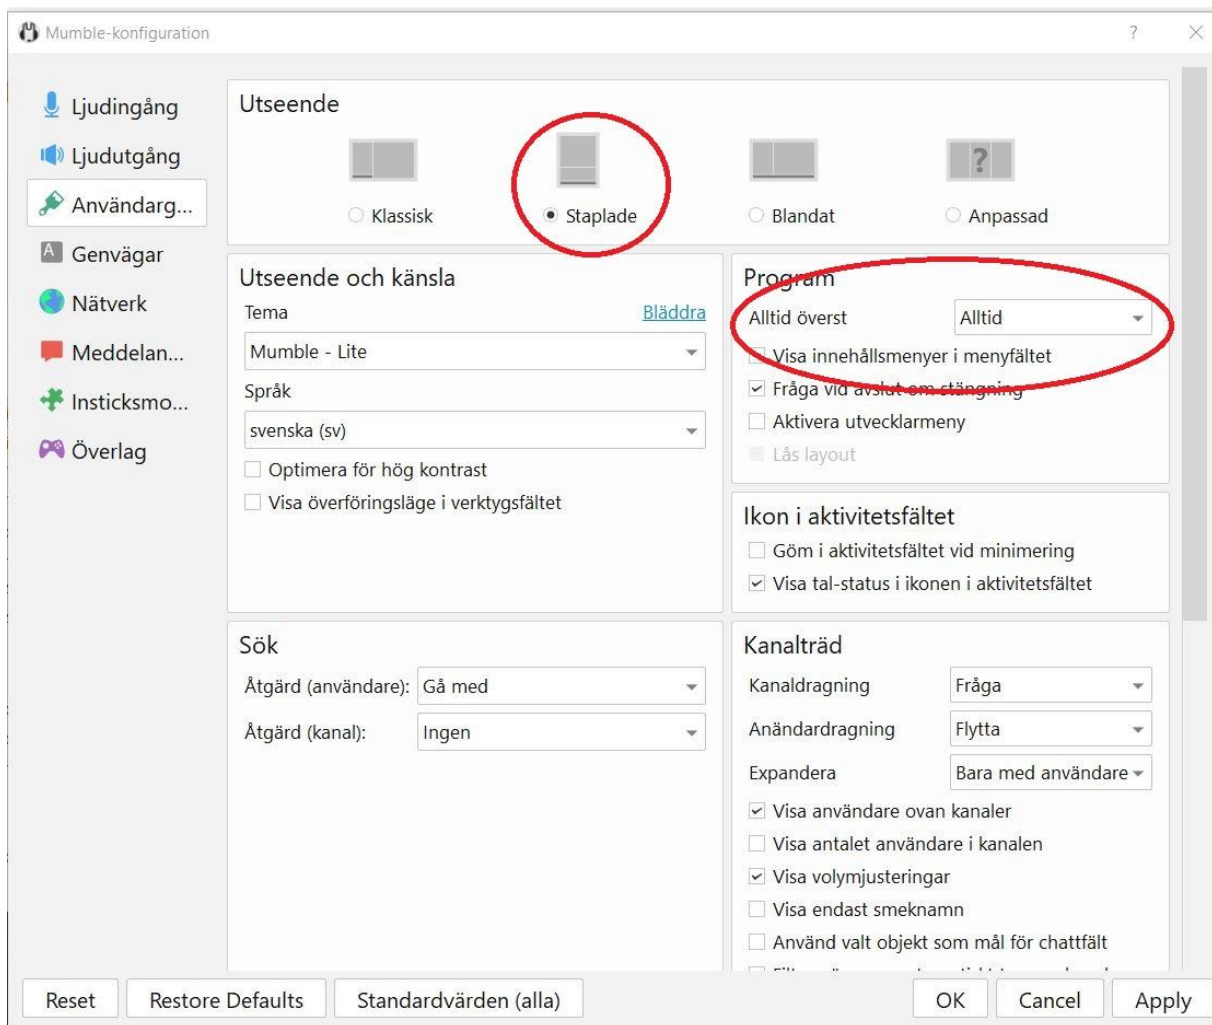 Mumble-konfiguration
?
Ljudingång
Ljudutgång
Användarg...
Genvägar
Nätverk
Meddelan...
Insticksmo...
Överlag
Utseende
?
Klassisk
Staplade
Blandat
Anpassad
Utseende och känsla
Tema
Bläddra
Mumble - Lite
Språk
svenska (sv)
Optimera för hög kontrast
Visa överföringsläge i verktygsfältet
Program
Alltid överst
Alltid
Visa innehållsmenyer i menyfältet
Fråga vid avslut om stängning
Aktivera utvecklarmeny
Lås layout
Ikon i aktivitetsfältet
Göm i aktivitetsfältet vid minimering
Visa tal-status i ikonen i aktivitetsfältet
Sök
Åtgärd (användare): Gå med
Åtgärd (kanal): Ingen
Kanalträd
Kanaldragning Fråga
Anändardragning Flytta
Expandera Bara med användare
Visa användare ovan kanaler
Visa antalet användare i kanalen
Visa volymjusteringar
Visa endast smeknamn
Använd valt objekt som mål för chattfält
Reset Restore Defaults Standardvärden (alla) OK Cancel Apply